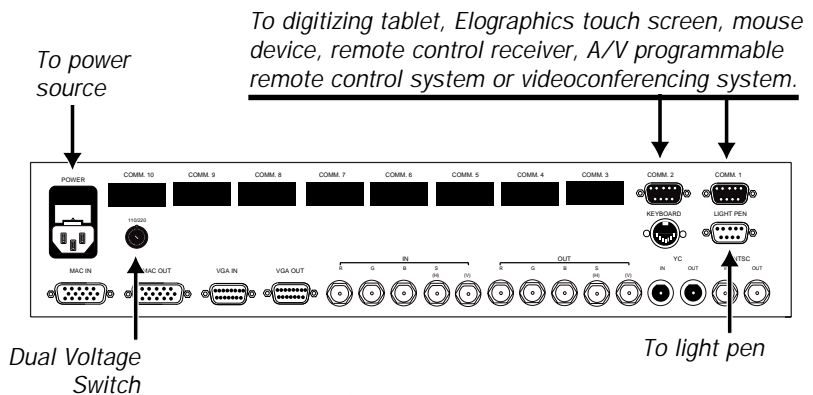 To digitizing tablet, Elographics touch screen, mouse
device, remote control receiver, A/V programmable
remote control system or videoconferencing system.
To power
source
POWER
COMM. 10
COMM. 9
COMM. 8
COMM. 7
COMM. 6
COMM. 5
COMM. 4
COMM. 3
COMM. 2
COMM. 1
110/220
KEYBOARD
LIGHT PEN
MAC IN
MAC OUT
VGA IN
VGA OUT
IN
R
G
B
S
(H)
(V)
OUT
R
G
B
S
(H)
(V)
YC
IN
OUT
NTSC
OUT
Dual Voltage
Switch
To light pen